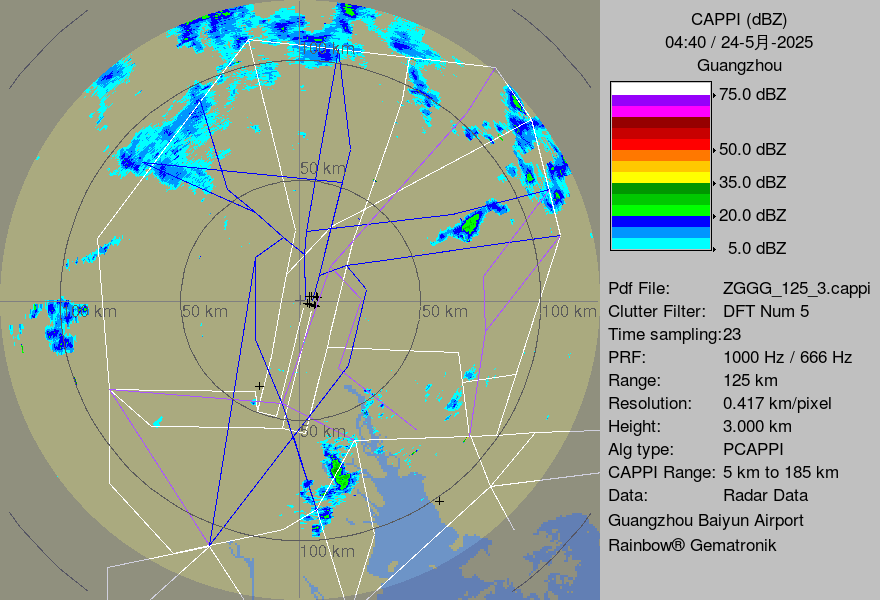 CAPPI (dBZ)
04:40 / 24-5月-2025
Guangzhou
75.0 dBZ
50.0 dBZ
35.0 dBZ
20.0 dBZ
5.0 dBZ
Pdf File: ZGGG_125_3.cappi
Clutter Filter: DFT Num 5
Time sampling:23
PRF: 1000 Hz / 666 Hz
Range: 125 km
Resolution: 0.417 km/pixel
Height: 3.000 km
Alg type: PCAPPI
CAPPI Range: 5 km to 185 km
Data: Radar Data
Guangzhou Baiyun Airport
Rainbow® Gematronik
100 km
50 km
100 km
50 km
50 km
100 km
50 km
100 km